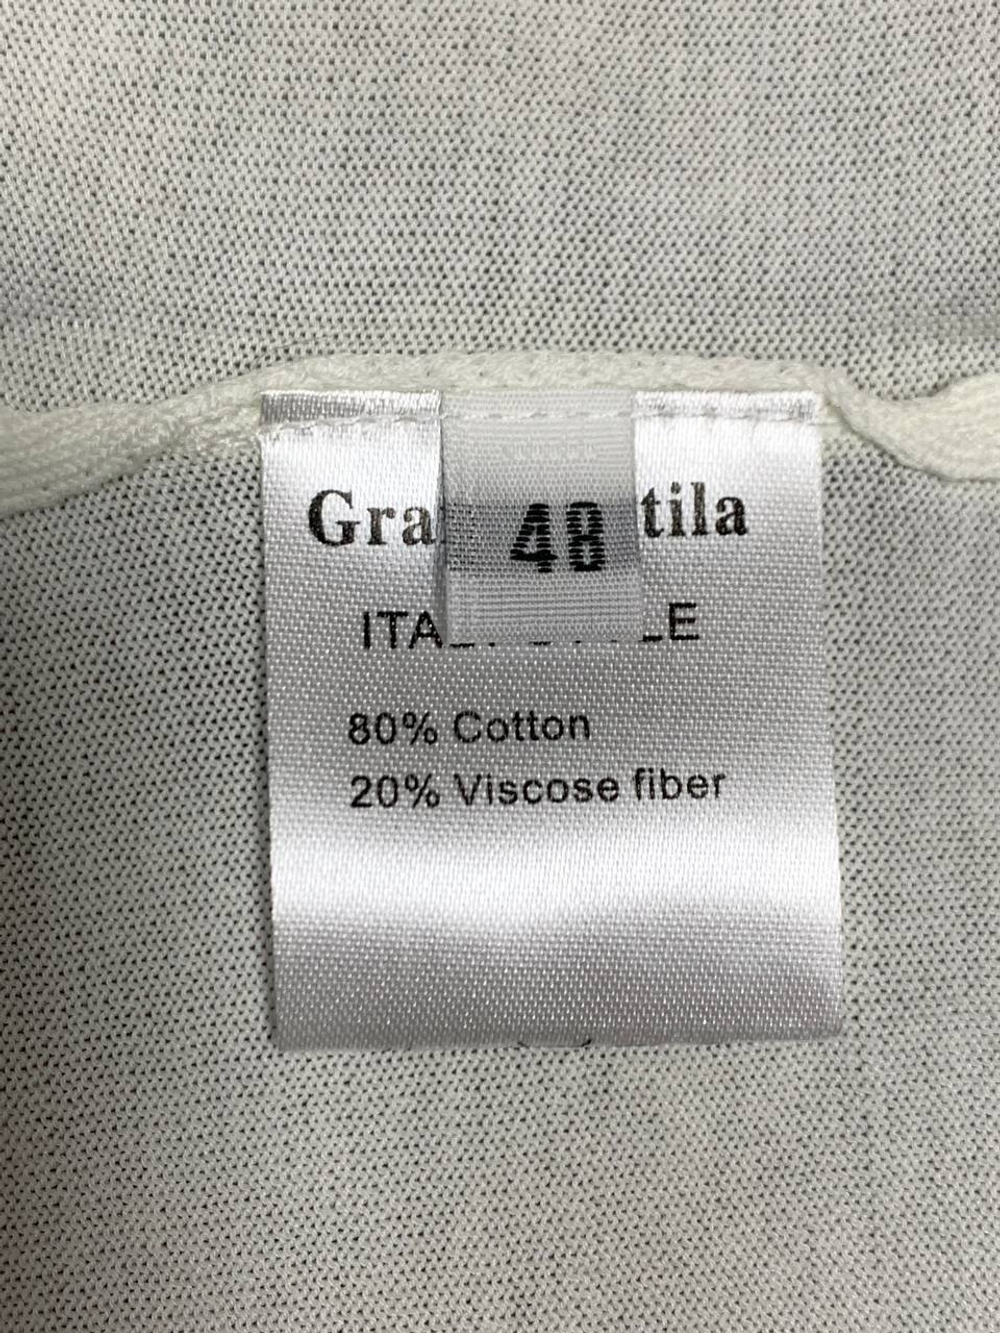 Gra tila
48
ITA LE
80% Cotton
20% Viscose fiber